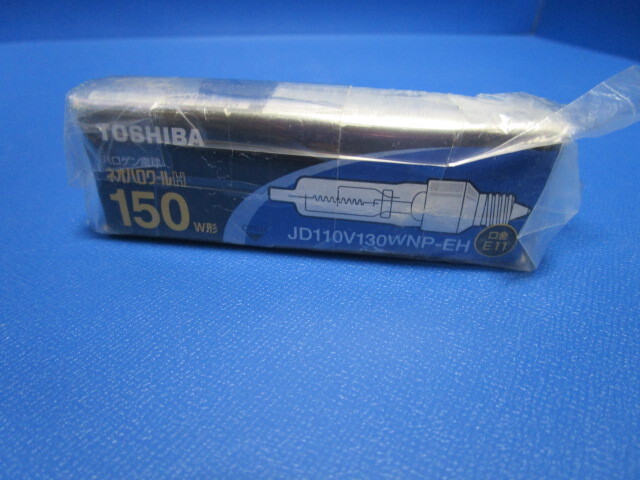 TOSHIBA
ハロゲン電球
ネオハロクールH
150 W形
JD110V130WNP-EH
口金
E11